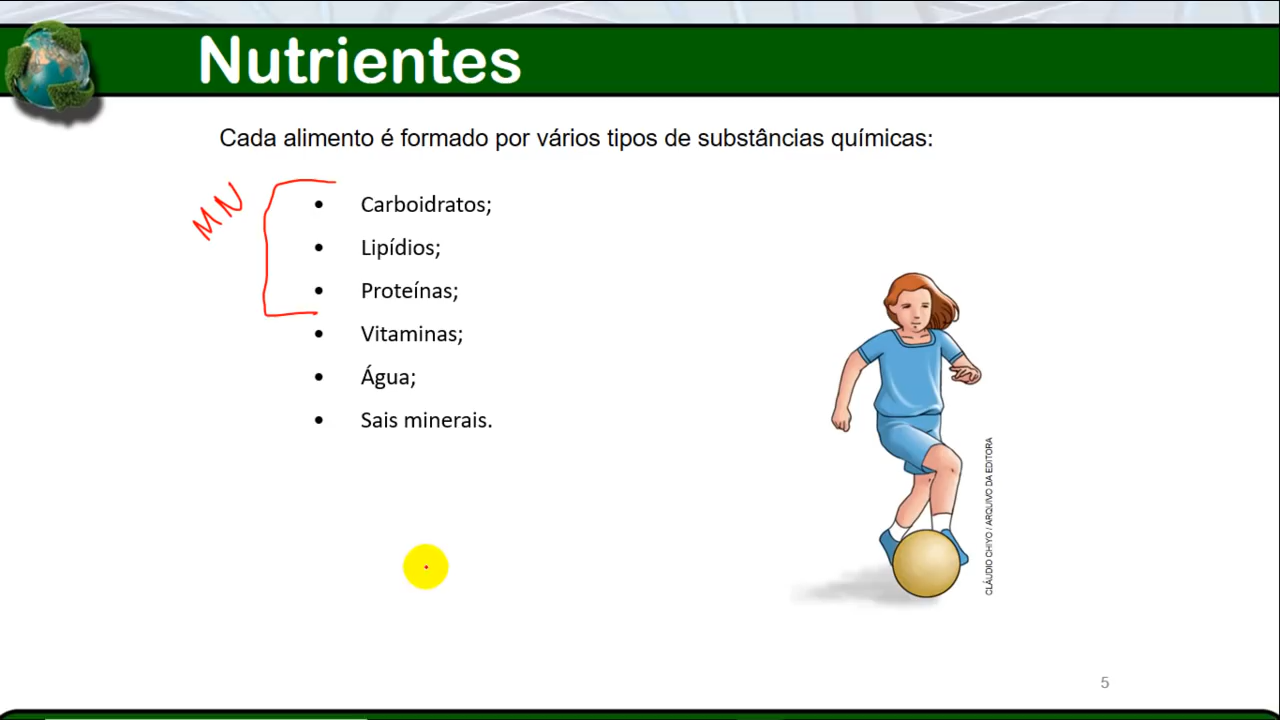 Nutrientes
Cada alimento é formado por vários tipos de substâncias químicas:
MN
• Carboidratos;
• Lipídios;
• Proteínas;
• Vitaminas;
• Água;
• Sais minerais.
CLÁUDIO CHIYO / ARQUIVO DA EDITORA
5